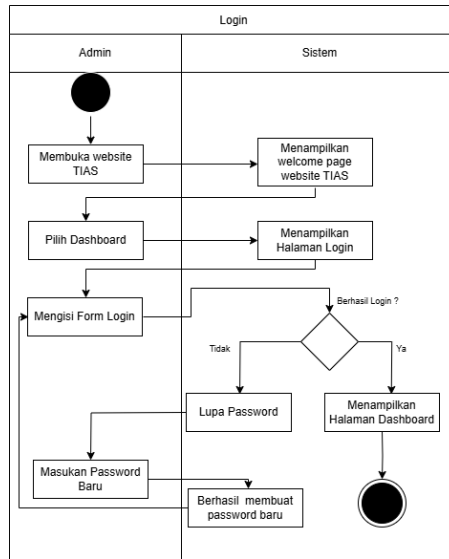 Login
Admin
Sistem
Membuka website
TIAS
Menampilkan
welcome page
website TIAS
Pilih Dashboard
Menampilkan
Halaman Login
Mengisi Form Login
Berhasil Login ?
Tidak
Ya
Lupa Password
Menampilkan
Halaman Dashboard
Masukan Password
Baru
Berhasil membuat
password baru